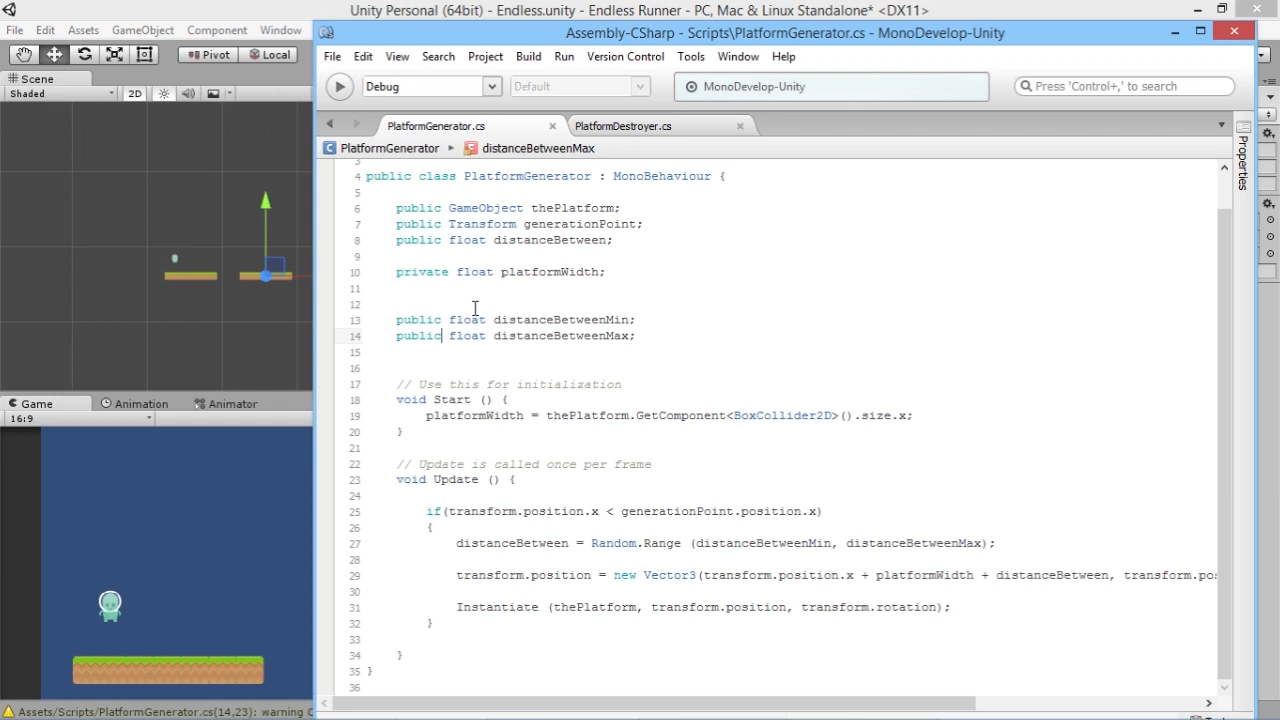 Unity Personal (64bit) - Endless.unity - Endless Runner - PC, Mac & Linux Standalone* <DX11>
File Edit Assets GameObject Component Window
Assembly-CSharp - Scripts\PlatformGenerator.cs - MonoDevelop-Unity
Pivot Local
File Edit View Search Project Build Run Version Control Tools Window Help
Scene
Shaded 2D
Debug Default MonoDevelop-Unity Press 'Control+,' to search
PlatformGenerator.cs PlatformDestroyer.cs
PlatformGenerator distanceBetweenMax
Properties
3
4 public class PlatformGenerator : MonoBehaviour {
5
6 public GameObject thePlatform;
7 public Transform generationPoint;
8 public float distanceBetween;
9
10 private float platformWidth;
11
12
13 public float distanceBetweenMin;
14 public float distanceBetweenMax;
15
16
17 // Use this for initialization
18 void Start () {
19 platformWidth = thePlatform.GetComponent<BoxCollider2D>().size.x;
20 }
21
22 // Update is called once per frame
23 void Update () {
24
25 if(transform.position.x < generationPoint.position.x)
26 {
27 distanceBetween = Random.Range (distanceBetweenMin, distanceBetweenMax);
28
29 transform.position = new Vector3(transform.position.x + platformWidth + distanceBetween, transform.pos
30
31 Instantiate (thePlatform, transform.position, transform.rotation);
32 }
33
34 }
35 }
36
Game Animation Animator
16:9
Assets/Scripts/PlatformGenerator.cs(14,23): warning